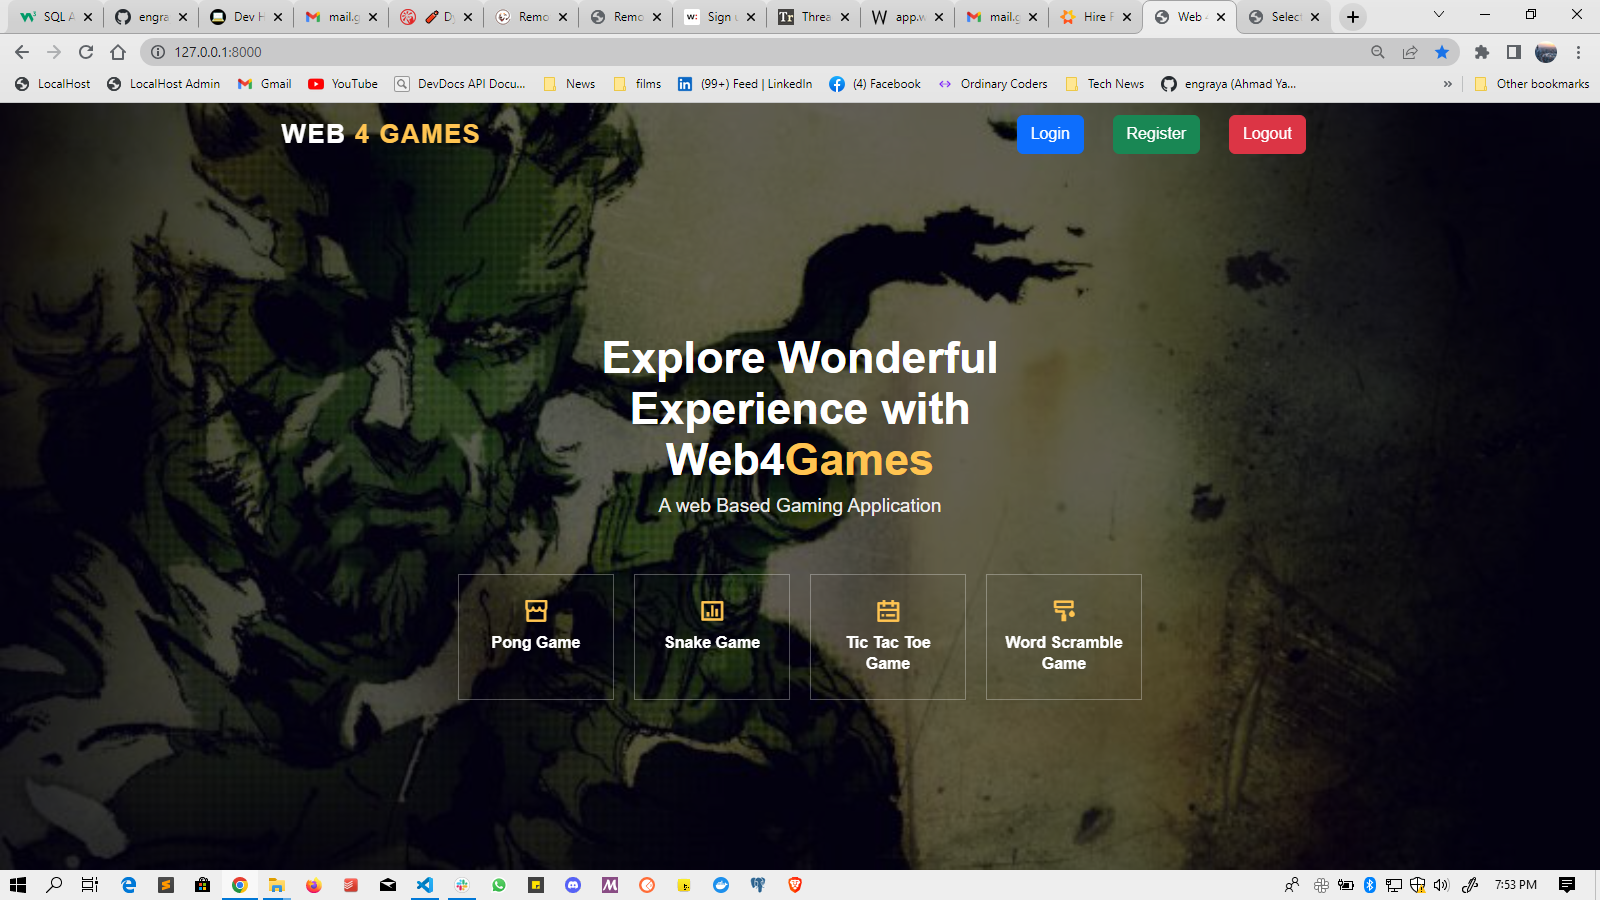 SQL A
engra
Dev H
mail.g
Dj
Remo
Remo
Sign u
Threa
app.w
mail.g
Hire F
Web 4
Select
127.0.0.1:8000
LocalHost
LocalHost Admin
Gmail
YouTube
DevDocs API Docu...
News
films
(99+) Feed | LinkedIn
(4) Facebook
Ordinary Coders
Tech News
engraya (Ahmad Ya...
»
Other bookmarks
WEB 4 GAMES
Login
Register
Logout
Explore Wonderful
Experience with
Web4Games
A web Based Gaming Application
Pong Game
Snake Game
Tic Tac Toe
Game
Word Scramble
Game
7:53 PM